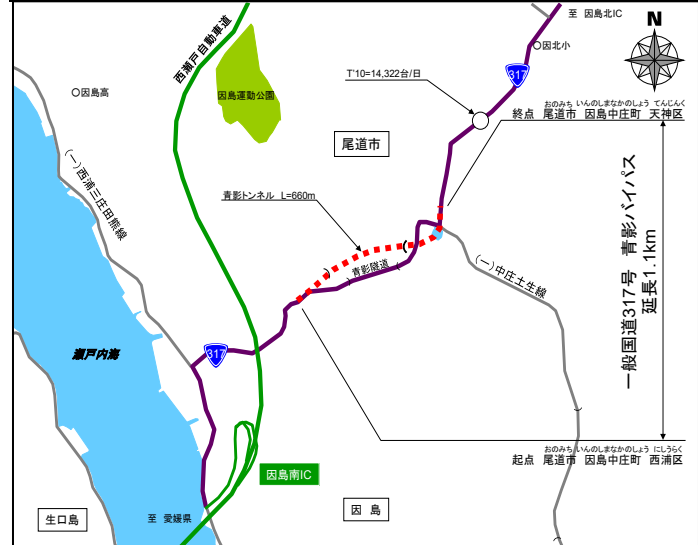 至 因島北IC
N
因北小
西瀬戸自動車道
317
T'10=14,322台/日
因島高
因島運動公園
おのみち いんのしまなかのしょう てんじんく
終点 尾道市 因島中庄町 天神区
尾道市
(一)西浦三庄田熊線
青影トンネル L=660m
青影隧道
(一)中庄土生線
一般国道317号 青影バイパス
延長1.1km
瀬戸内海
317
おのみち いんのしまなかのしょう にしうらく
起点 尾道市 因島中庄町 西浦区
因島南IC
生口島
至 愛媛県
因 島